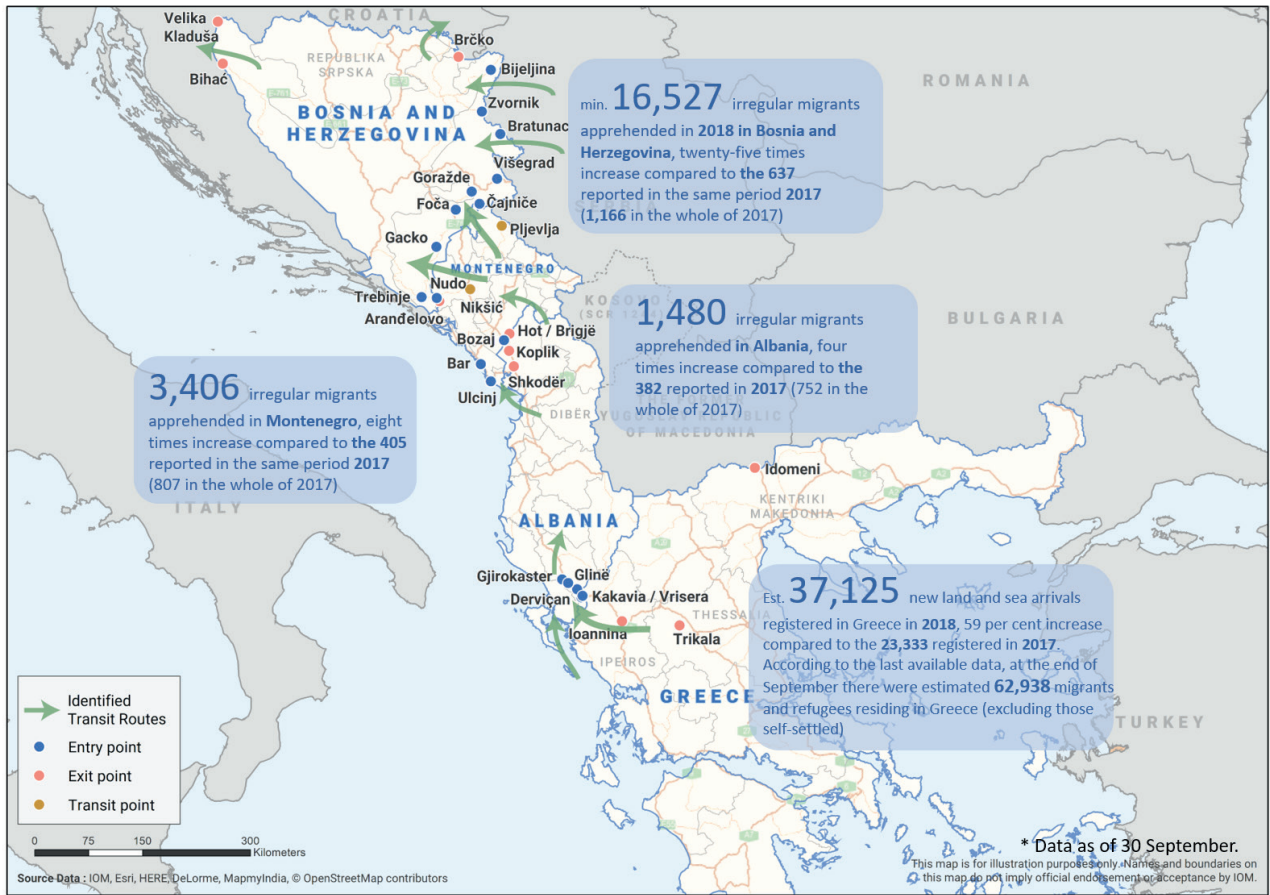 CROATIA
Velika
Kladuša
Brčko
REPUBLIKA
SRPSKA
Bihać
Bijeljina
ROMANIA
BOSNIA AND
HERZEGOVINA
Zvornik
Bratunac
Višegrad
Goražde
Foča
Čajniče
Pljevlja
SERBIA
min. 16,527 irregular migrants
apprehended in 2018 in Bosnia and
Herzegovina, twenty-five times
increase compared to the 637
reported in the same period 2017
(1,166 in the whole of 2017)
Gacko
MONTENEGRO
Nudo
Trebinje
Nikšić
Aranđelovo
KOSOVO
(SCR 1244)
Hot / Brigjë
Bozaj
Koplik
Bar
Shkodër
Ulcinj
BULGARIA
1,480 irregular migrants
apprehended in Albania, four
times increase compared to the
382 reported in 2017 (752 in the
whole of 2017)
DIBËR
THE FORMER
YUGOSLAV REPUBLIC
OF MACEDONIA
3,406 irregular migrants
apprehended in Montenegro, eight
times increase compared to the 405
reported in the same period 2017
(807 in the whole of 2017)
ITALY
Idomeni
KENTRIKI
MAKEDONIA
ALBANIA
Gjirokaster
Glinë
Derviçan
Kakavia / Vrisera
Ioannina
Trikala
THESSALIA
IPEIROS
GREECE
TURKEY
Est. 37,125 new land and sea arrivals
registered in Greece in 2018, 59 per cent increase
compared to the 23,333 registered in 2017.
According to the last available data, at the end of
September there were estimated 62,938 migrants
and refugees residing in Greece (excluding those
self-settled)
Identified
Transit Routes
Entry point
Exit point
Transit point
0 75 150 300
Kilometers
Source Data : IOM, Esri, HERE, DeLorme, MapmyIndia, © OpenStreetMap contributors
* Data as of 30 September.
This map is for illustration purposes only. Names and boundaries on
this map do not imply official endorsement or acceptance by IOM.